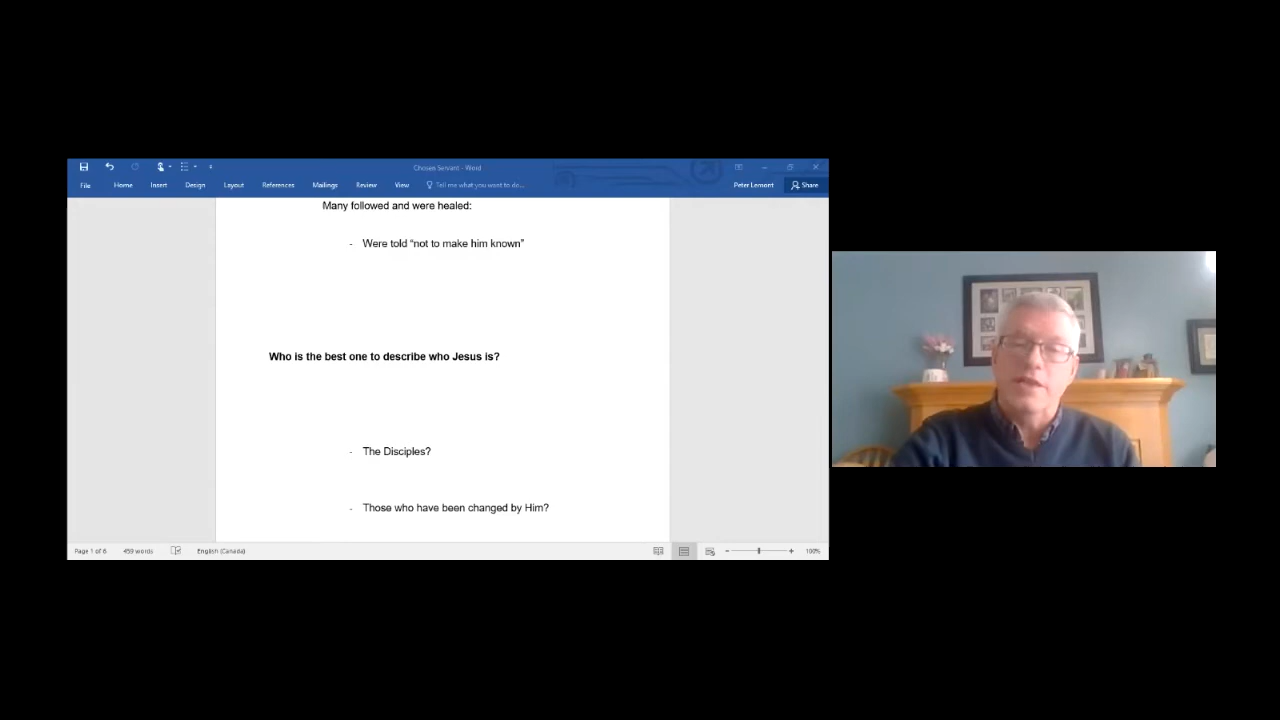 Chosen Servant - Word
File Home Insert Design Layout References Mailings Review View Tell me what you want to do... Peter Lemont Share
Many followed and were healed:
- Were told “not to make him known”
Who is the best one to describe who Jesus is?
- The Disciples?
- Those who have been changed by Him?
Page 1 of 6 459 words English (Canada) 100%